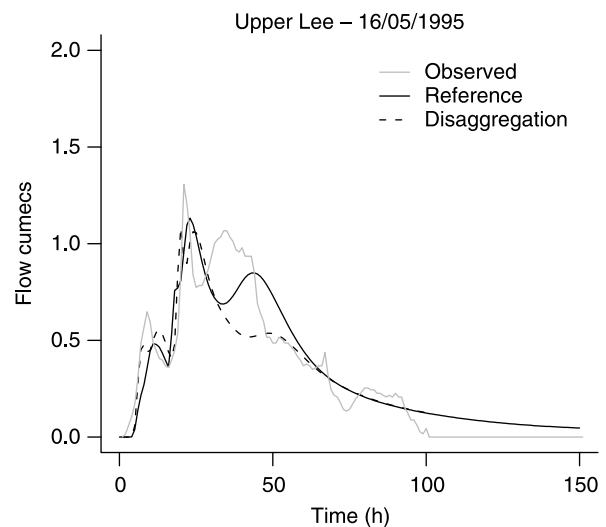 Upper Lee – 16/05/1995
2.0
1.5
1.0
0.5
0.0
Flow cumecs
Observed
Reference
Disaggregation
0 50 100 150
Time (h)